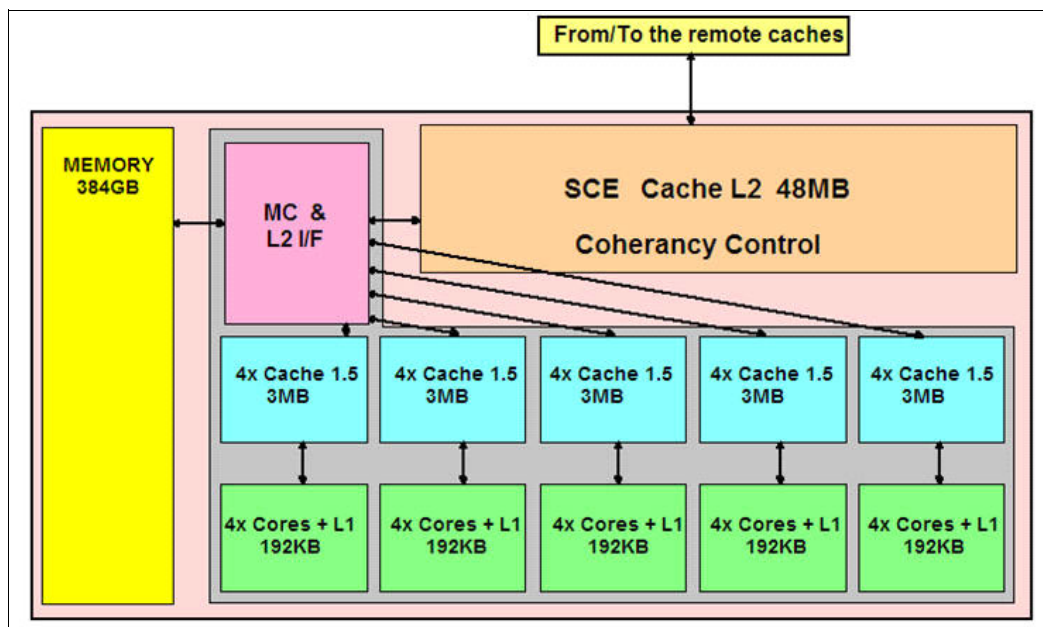 From/To the remote caches
MEMORY
384GB
MC &
L2 I/F
SCE Cache L2 48MB
Coherancy Control
4x Cache 1.5
3MB
4x Cache 1.5
3MB
4x Cache 1.5
3MB
4x Cache 1.5
3MB
4x Cache 1.5
3MB
4x Cores + L1
192KB
4x Cores + L1
192KB
4x Cores + L1
192KB
4x Cores + L1
192KB
4x Cores + L1
192KB